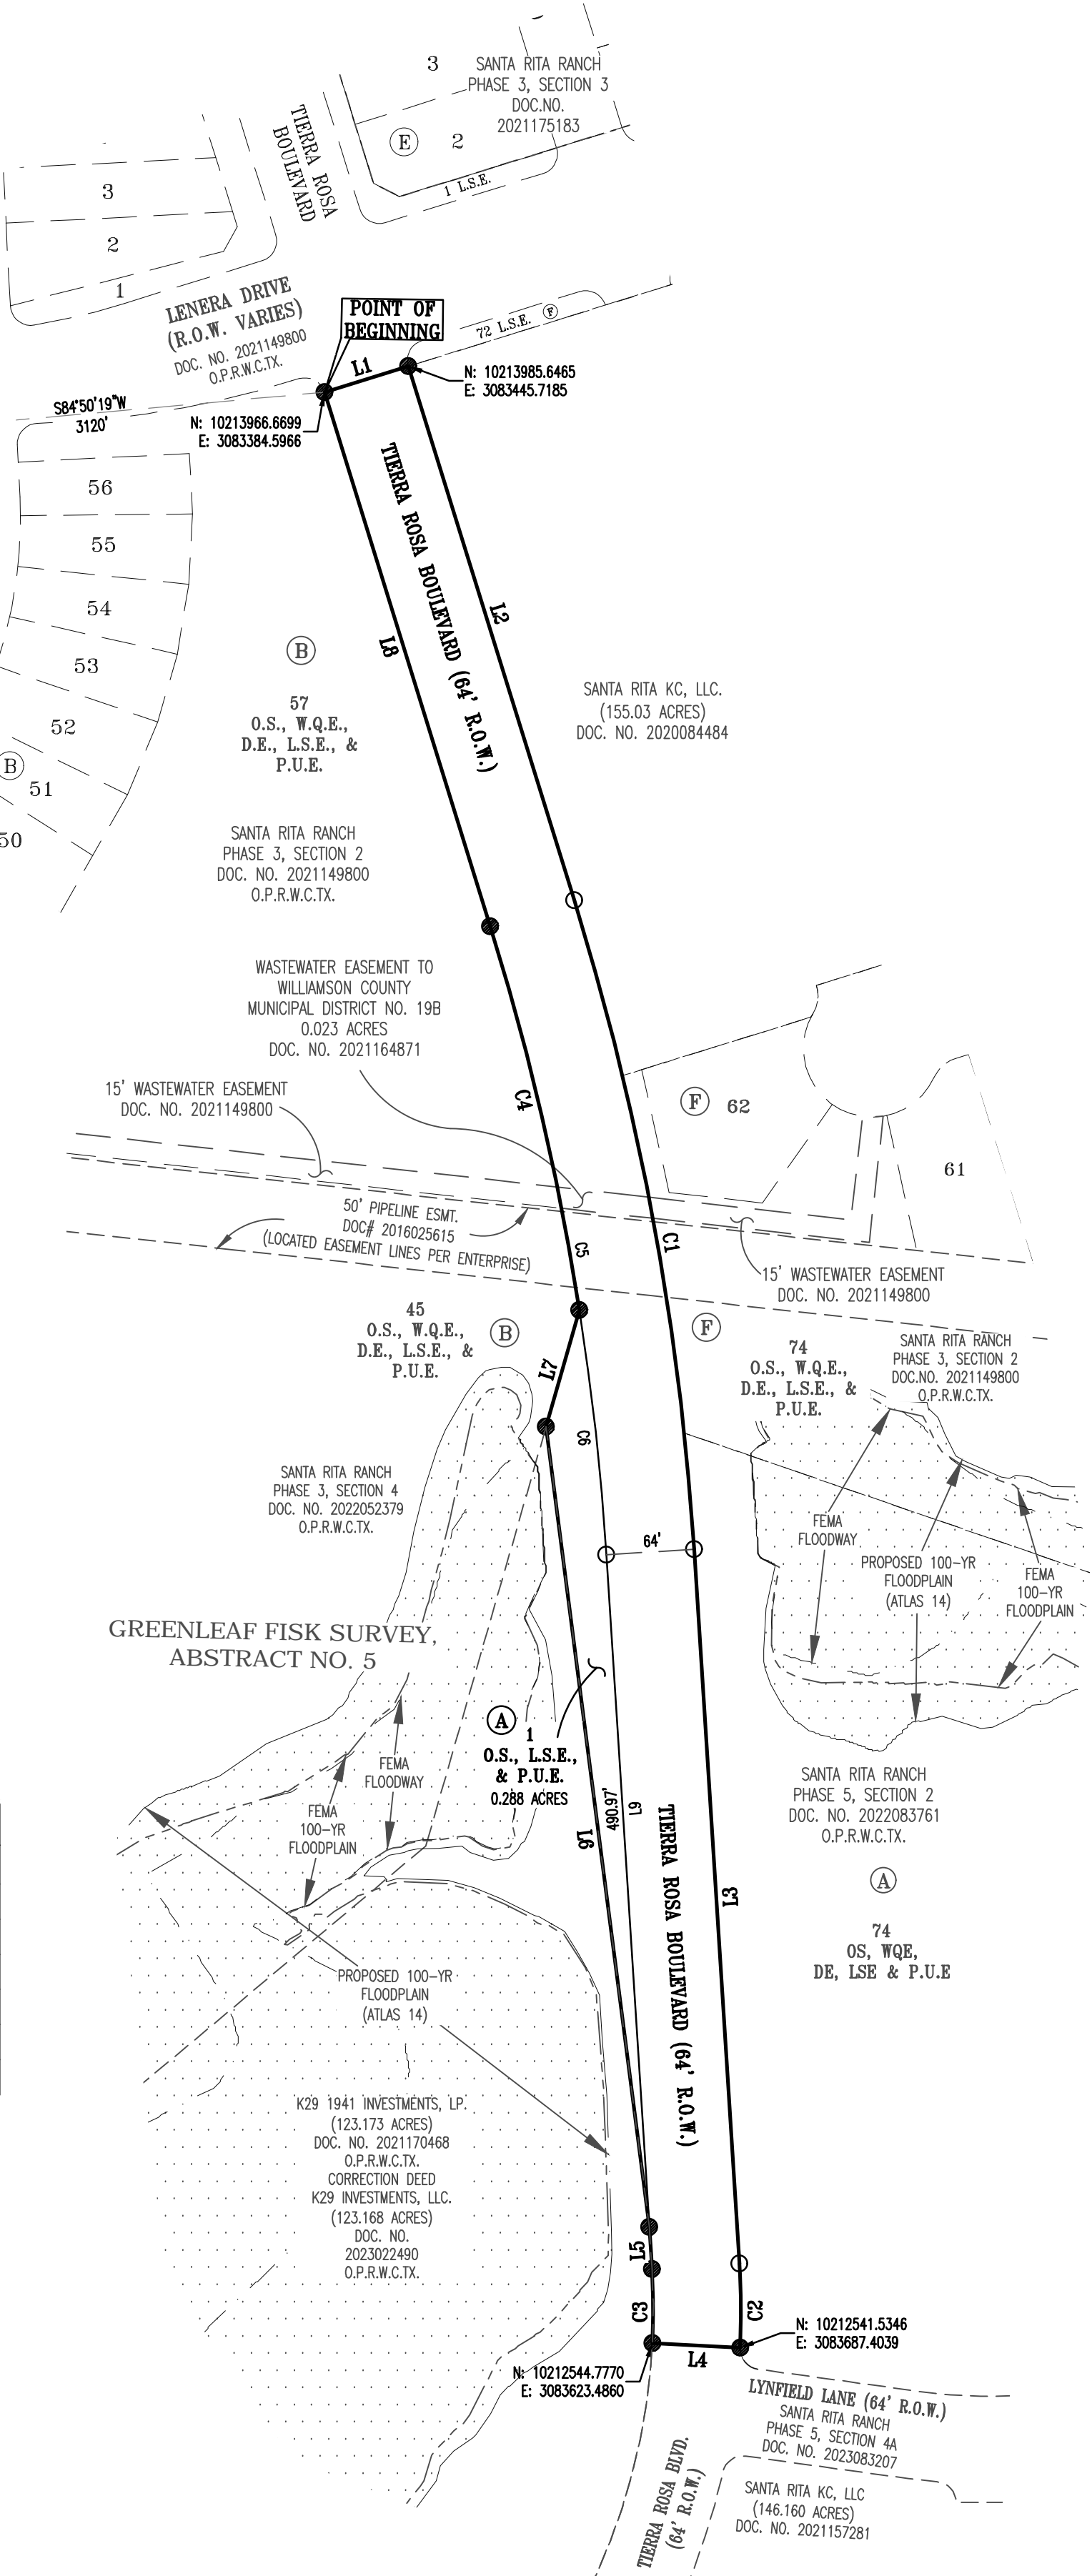 3
SANTA RITA RANCH
PHASE 3, SECTION 3
DOC.NO.
2021175183
E
2
1 L.S.E.
TIERRA ROSA
BOULEVARD
3
2
1
LENERA DRIVE
(R.O.W. VARIES)
DOC. NO. 2021149800
O.P.R.W.C.TX.
POINT OF
BEGINNING
72 L.S.E. F
L1
N: 10213985.6465
E: 3083445.7185
S84°50'19"W
3120'
N: 10213966.6699
E: 3083384.5966
56
55
54
53
52
B
51
50
TIERRA ROSA BOULEVARD (64' R.O.W.)
L2
L8
B
57
O.S., W.Q.E.,
D.E., L.S.E., &
P.U.E.
SANTA RITA KC, LLC.
(155.03 ACRES)
DOC. NO. 2020084484
SANTA RITA RANCH
PHASE 3, SECTION 2
DOC. NO. 2021149800
O.P.R.W.C.TX.
WASTEWATER EASEMENT TO
WILLIAMSON COUNTY
MUNICIPAL DISTRICT NO. 19B
0.023 ACRES
DOC. NO. 2021164871
15' WASTEWATER EASEMENT
DOC. NO. 2021149800
C4
F
62
61
50' PIPELINE ESMT.
DOC# 2016025615
(LOCATED EASEMENT LINES PER ENTERPRISE)
C5
C1
15' WASTEWATER EASEMENT
DOC. NO. 2021149800
45
O.S., W.Q.E.,
D.E., L.S.E., &
P.U.E.
B
F
74
O.S., W.Q.E.,
D.E., L.S.E., &
P.U.E.
SANTA RITA RANCH
PHASE 3, SECTION 2
DOC.NO. 2021149800
O.P.R.W.C.TX.
L7
C6
SANTA RITA RANCH
PHASE 3, SECTION 4
DOC. NO. 2022052379
O.P.R.W.C.TX.
64'
FEMA
FLOODWAY
PROPOSED 100-YR
FLOODPLAIN
(ATLAS 14)
FEMA
100-YR
FLOODPLAIN
GREENLEAF FISK SURVEY,
ABSTRACT NO. 5
A
1
O.S., L.S.E.,
& P.U.E.
0.288 ACRES
FEMA
FLOODWAY
FEMA
100-YR
FLOODPLAIN
SANTA RITA RANCH
PHASE 5, SECTION 2
DOC. NO. 2022083761
O.P.R.W.C.TX.
A
74
OS, WQE,
DE, LSE & P.U.E
L6
490.97'
L9
L3
TIERRA ROSA BOULEVARD (64' R.O.W.)
PROPOSED 100-YR
FLOODPLAIN
(ATLAS 14)
K29 1941 INVESTMENTS, LP.
(123.173 ACRES)
DOC. NO. 2021170468
O.P.R.W.C.TX.
CORRECTION DEED
K29 INVESTMENTS, LLC.
(123.168 ACRES)
DOC. NO.
2023022490
O.P.R.W.C.TX.
L5
C3
C2
L4
N: 10212541.5346
E: 3083687.4039
N: 10212544.7770
E: 3083623.4860
LYNFIELD LANE (64' R.O.W.)
SANTA RITA RANCH
PHASE 5, SECTION 4A
DOC. NO. 2023083207
TIERRA ROSA BLVD.
(64' R.O.W.)
SANTA RITA KC, LLC
(146.160 ACRES)
DOC. NO. 2021157281